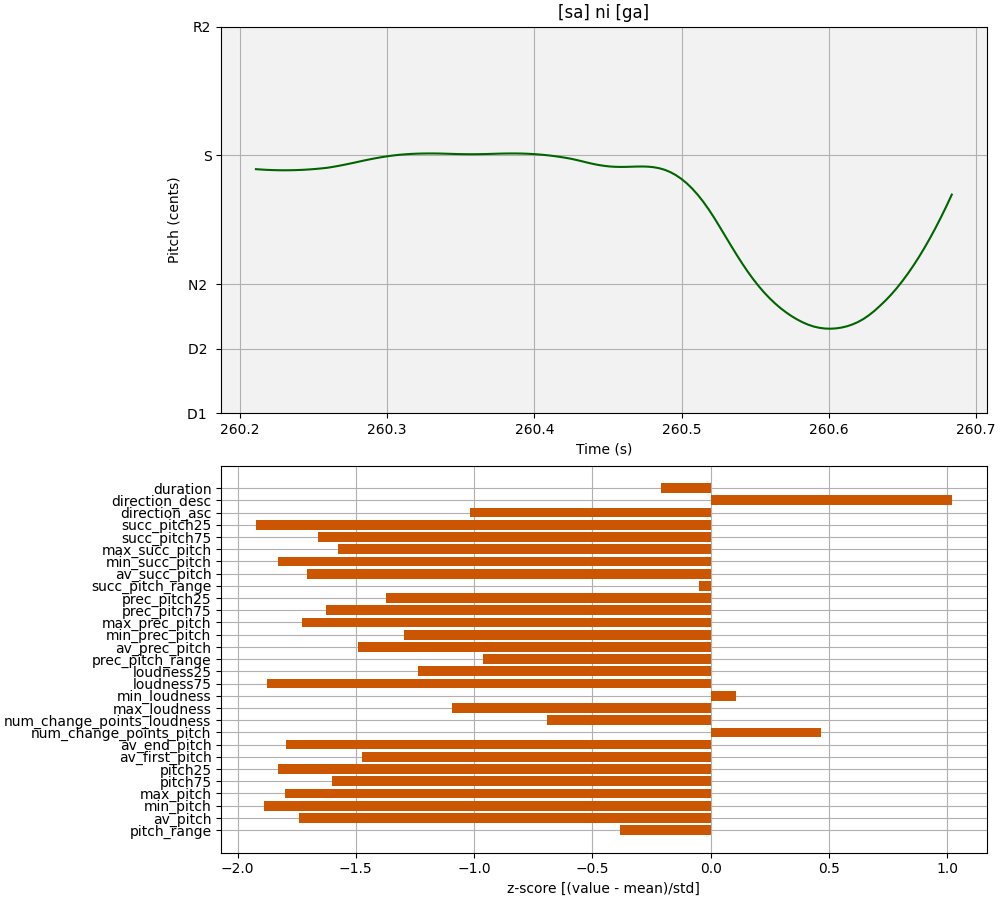 [sa] ni [ga]
R2
S
N2
D2
D1
Pitch (cents)
260.2 260.3 260.4 260.5 260.6 260.7
Time (s)
duration
direction_desc
direction_asc
succ_pitch25
succ_pitch75
max_succ_pitch
min_succ_pitch
av_succ_pitch
succ_pitch_range
prec_pitch25
prec_pitch75
max_prec_pitch
min_prec_pitch
av_prec_pitch
prec_pitch_range
loudness25
loudness75
min_loudness
max_loudness
num_change_points_loudness
num_change_points_pitch
av_end_pitch
av_first_pitch
pitch25
pitch75
max_pitch
min_pitch
av_pitch
pitch_range
−2.0 −1.5 −1.0 −0.5 0.0 0.5 1.0
z-score [(value - mean)/std]